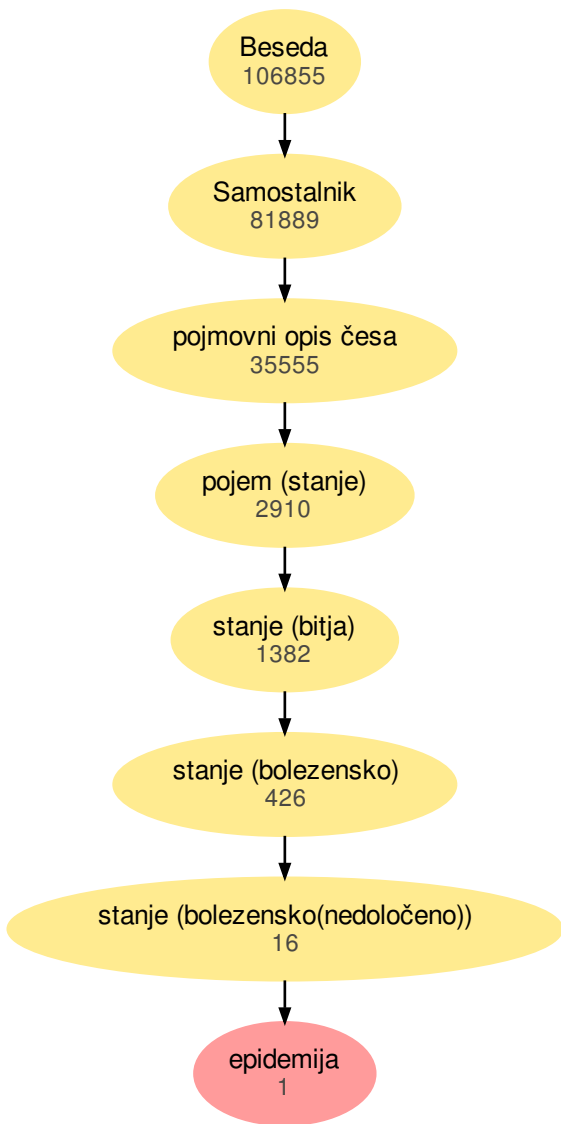 Beseda
106855
Samostalnik
81889
pojmovni opis česa
35555
pojem (stanje)
2910
stanje (bitja)
1382
stanje (bolezensko)
426
stanje (bolezensko(nedoločeno))
16
epidemija
1